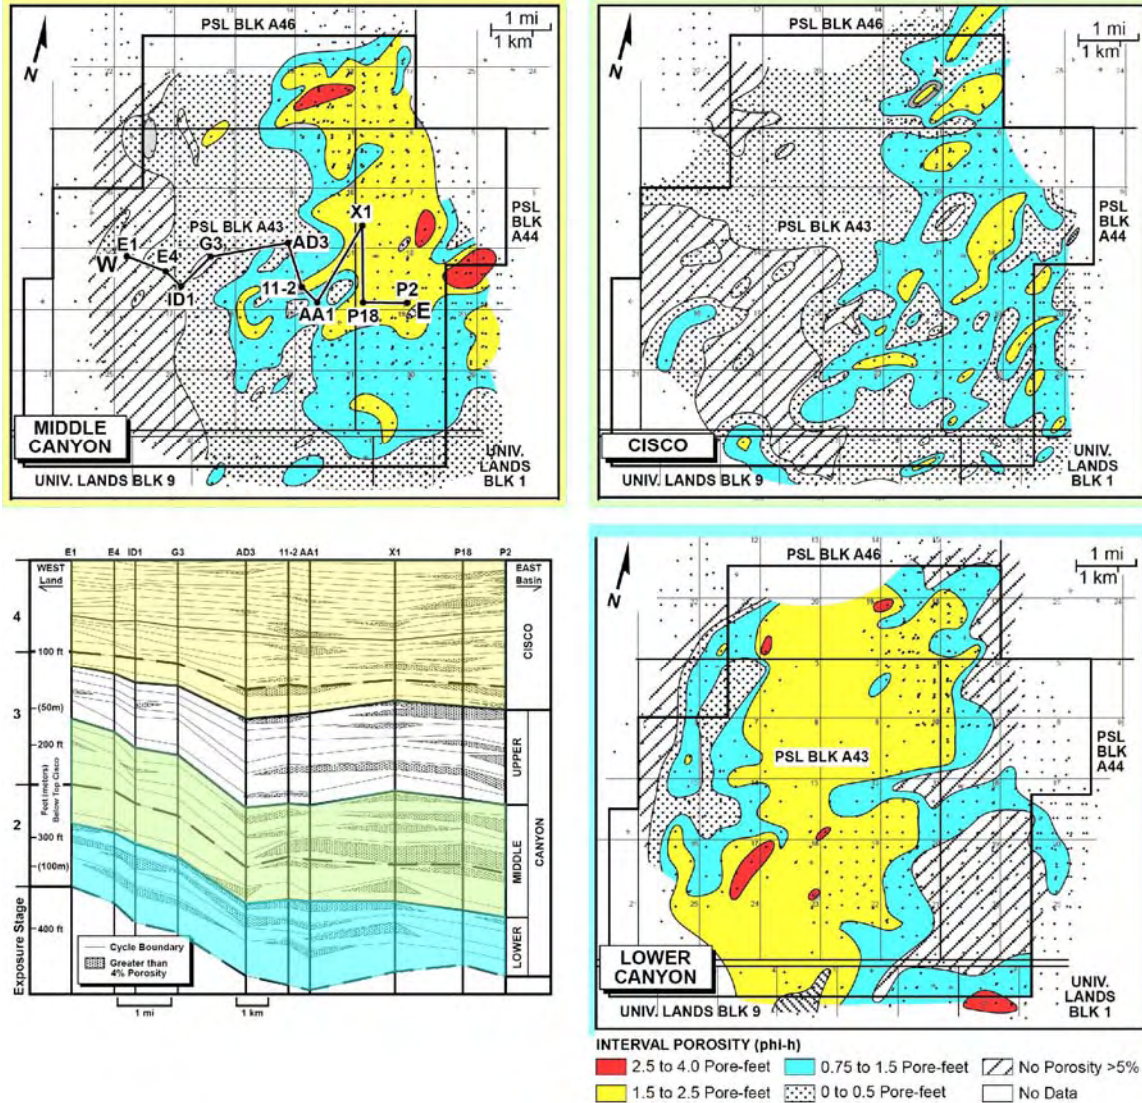 PSL BLK A46
1 mi
1 km
N
PSL BLK A43
PSL BLK A44
X1
AD3
G3
E1
W
E4
ID1
11-2
AA1
P18
P2
E
MIDDLE
CANYON
UNIV. LANDS BLK 9
UNIV.
LANDS
BLK 1
PSL BLK A46
1 mi
1 km
N
PSL BLK A43
PSL
BLK
A44
CISCO
UNIV. LANDS BLK 9
UNIV.
LANDS
BLK 1
E1 E4 ID1 G3 AD3 11-2 AA1 X1 P18 P2
WEST
Land
EAST
Basin
4
3
2
100 ft
(50m)
200 ft
300 ft
(100m)
400 ft
Feet (meters)
Below Top Cisco
Exposure Stage
CISCO
UPPER
MIDDLE
LOWER
CANYON
Cycle Boundary
Greater than
4% Porosity
1 mi
1 km
PSL BLK A46
1 mi
1 km
N
PSL BLK A43
PSL
BLK
A44
LOWER
CANYON
UNIV. LANDS BLK 9
UNIV.
LANDS
BLK 1
INTERVAL POROSITY (phi-h)
2.5 to 4.0 Pore-feet
0.75 to 1.5 Pore-feet
No Porosity >5%
1.5 to 2.5 Pore-feet
0 to 0.5 Pore-feet
No Data